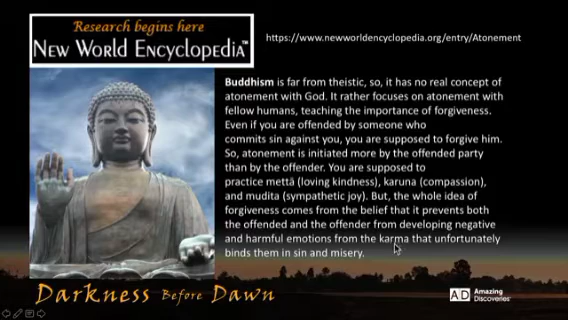 Research begins here
NEW WORLD ENCYCLOPEDIA™
https://www.newworldencyclopedia.org/entry/Atonement
Buddhism is far from theistic, so, it has no real concept of
atonement with God. It rather focuses on atonement with
fellow humans, teaching the importance of forgiveness.
Even if you are offended by someone who
commits sin against you, you are supposed to forgive him.
So, atonement is initiated more by the offended party
than by the offender. You are supposed to
practice mettā (loving kindness), karuna (compassion),
and mudita (sympathetic joy). But, the whole idea of
forgiveness comes from the belief that it prevents both
the offended and the offender from developing negative
and harmful emotions from the karma that unfortunately
binds them in sin and misery.
Darkness Before Dawn
AD Amazing
Discoveries™